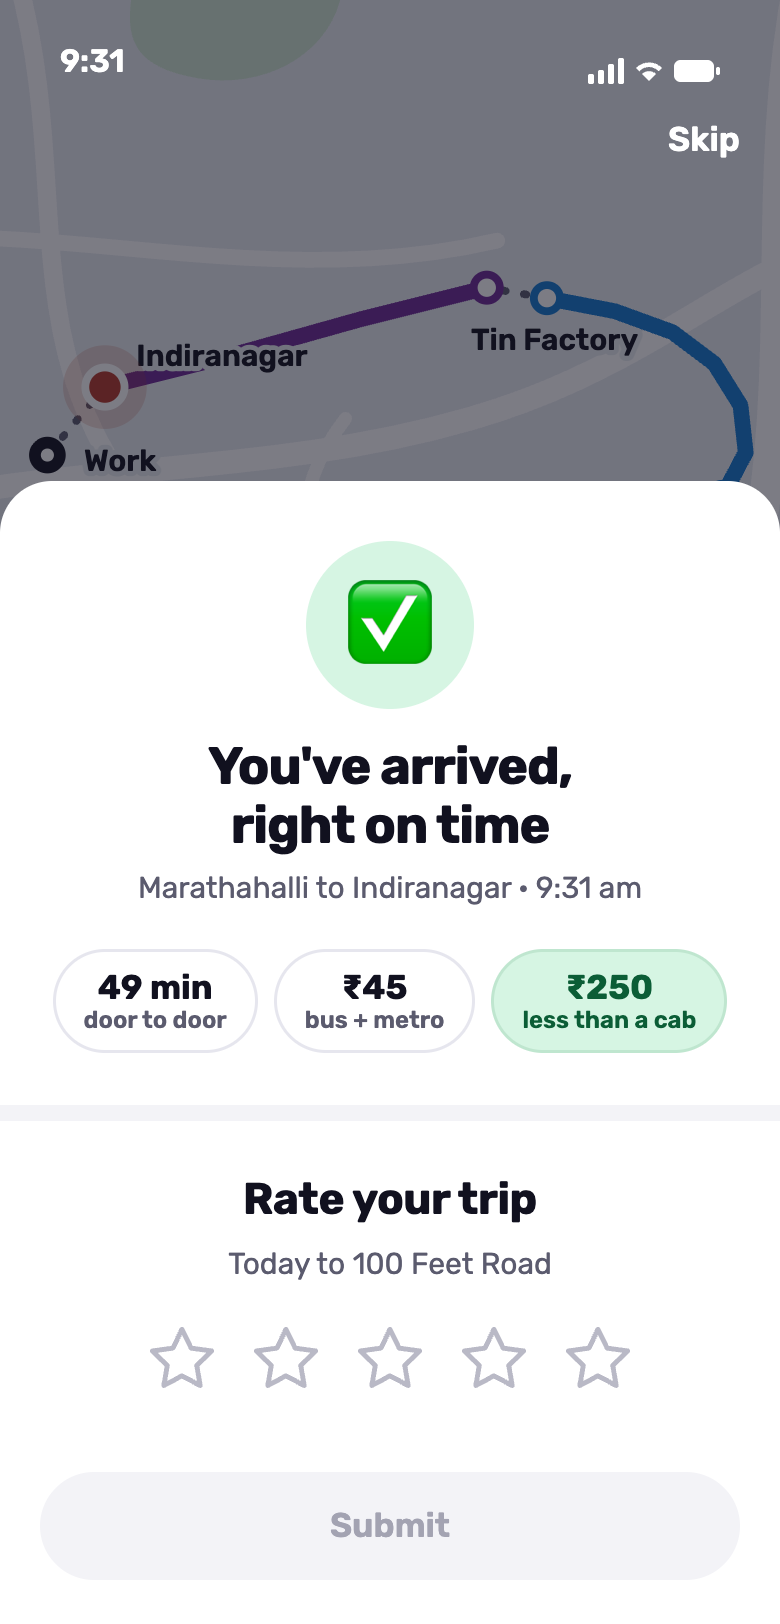 9:31
Skip
Indiranagar
Tin Factory
Work
You've arrived,
right on time
Marathahalli to Indiranagar • 9:31 am
49 min
door to door
₹45
bus + metro
₹250
less than a cab
Rate your trip
Today to 100 Feet Road
Submit